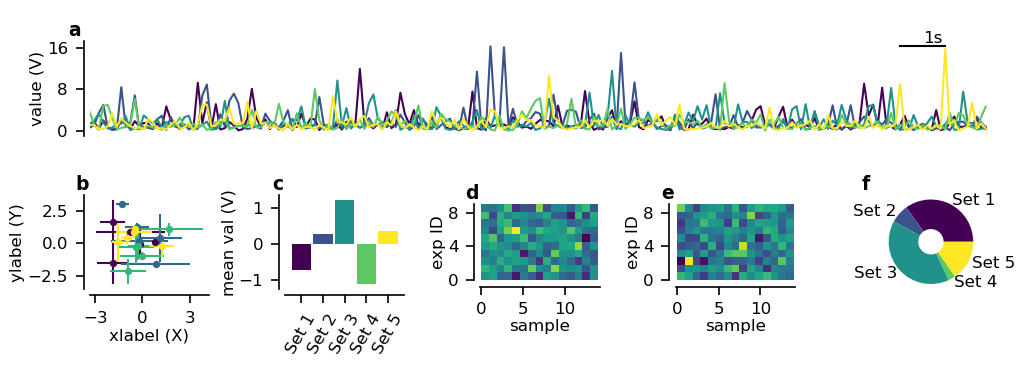 a
value (V)
16
8
0
1s
b
ylabel (Y)
2.5
0.0
−2.5
−3 0 3
xlabel (X)
c
mean val (V)
1
0
−1
Set 1 Set 2 Set 3 Set 4 Set 5
d
exp ID
8
4
0
0 5 10
sample
e
exp ID
8
4
0
0 5 10
sample
f
Set 1
Set 2
Set 3
Set 5
Set 4